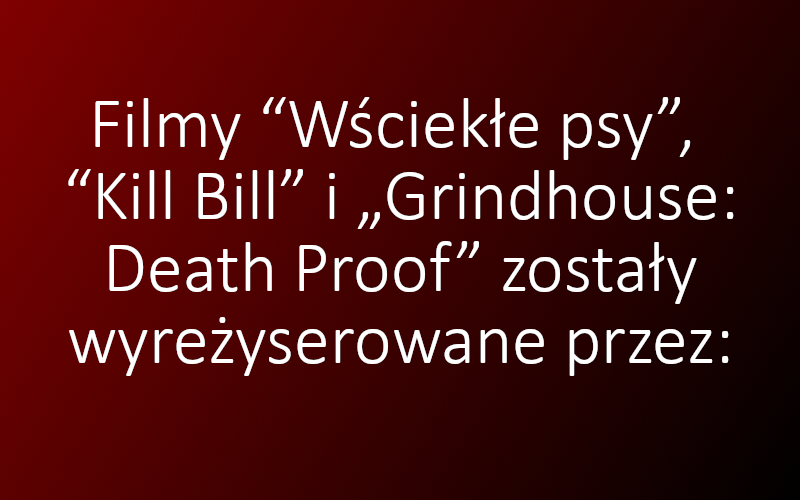 Filmy “Wściekłe psy”,
“Kill Bill” i „Grindhouse:
Death Proof” zostały
wyreżyserowane przez: